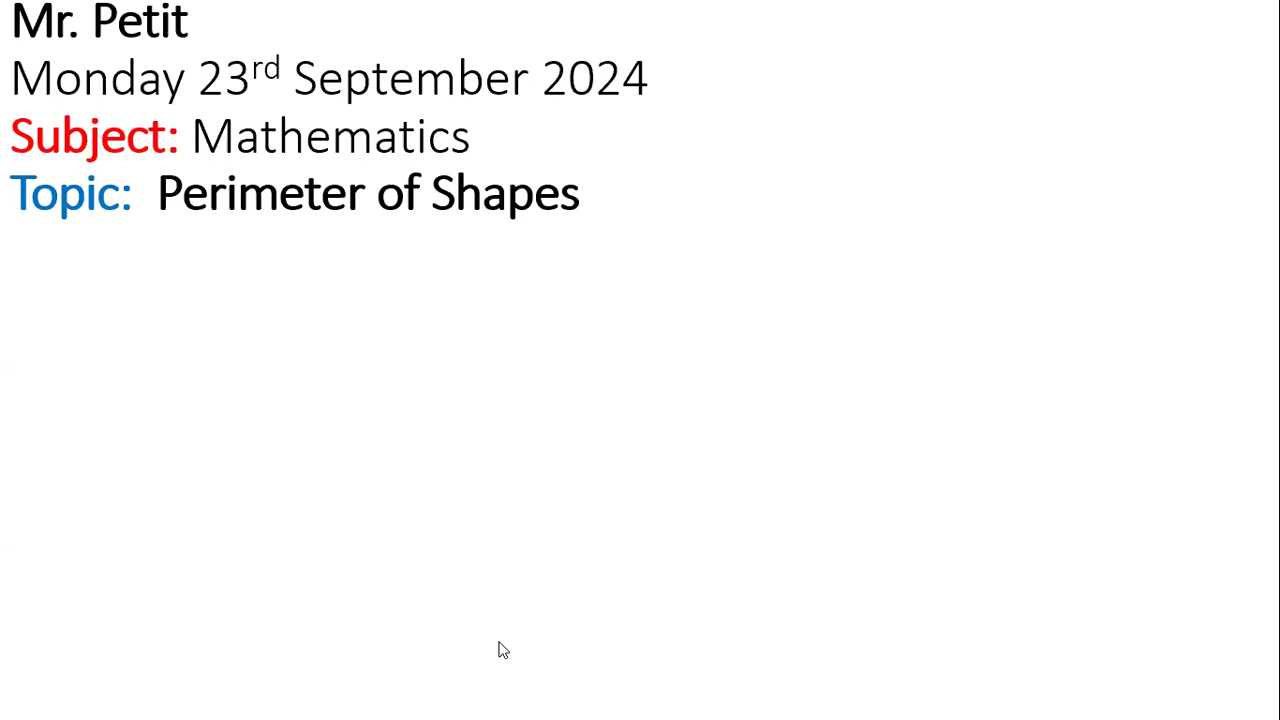 Mr. Petit
Monday 23rd September 2024
Subject: Mathematics
Topic: Perimeter of Shapes